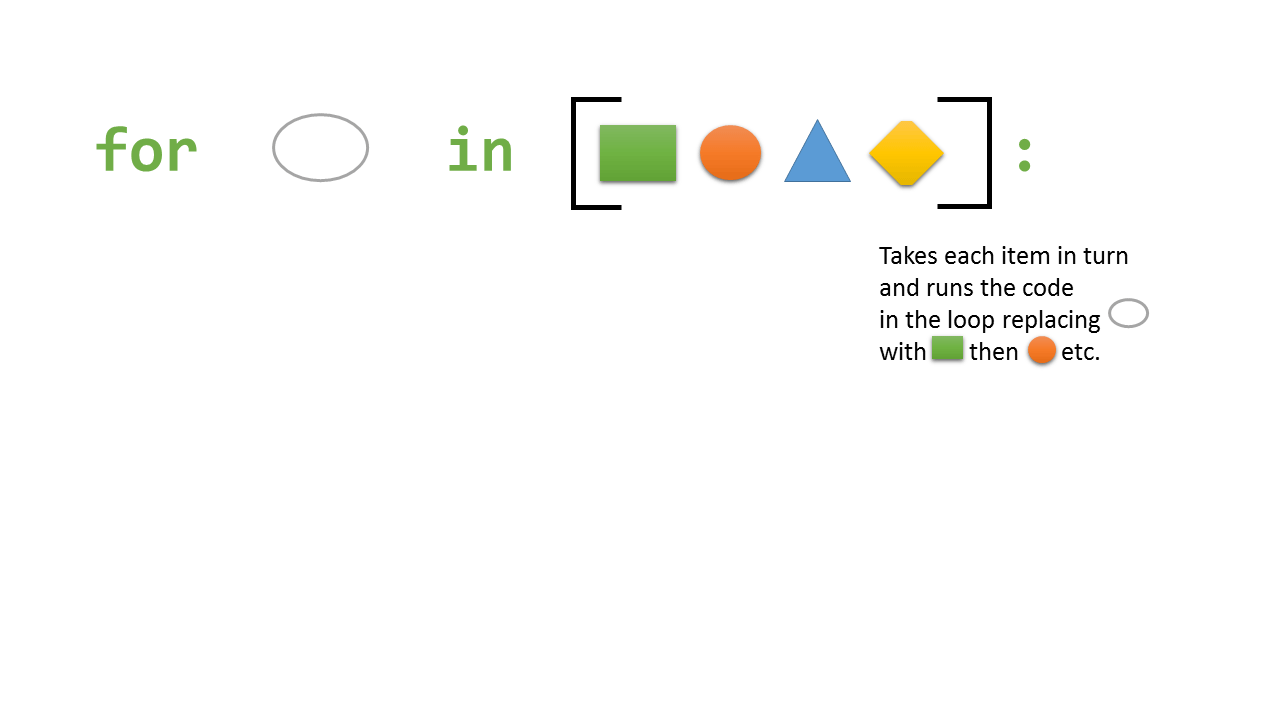 for in [ ] :
Takes each item in turn
and runs the code
in the loop replacing
with then etc.